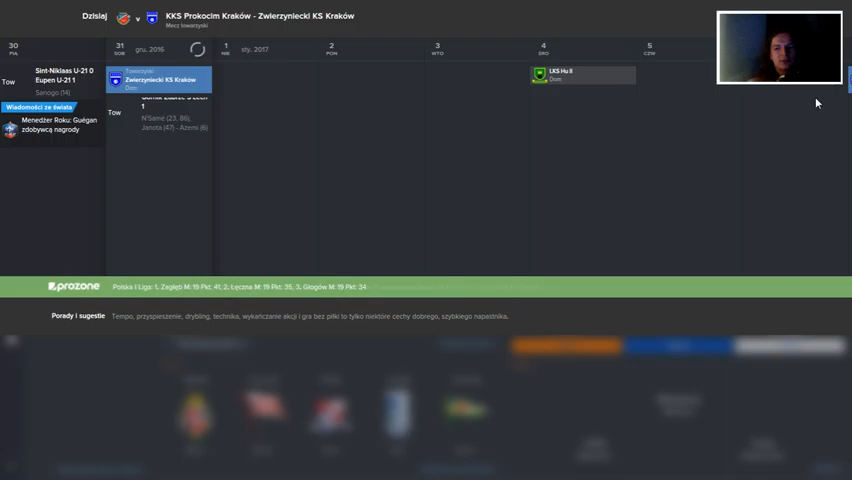 Dzisiaj
v
KKS Prokocim Kraków - Zwierzyniecki KS Kraków
Mecz towarzyski
30
PIĄ
31
SOB
gru. 2016
1
NIE
sty. 2017
2
PON
3
WTO
4
ŚRO
5
CZW
Tow
Sint-Niklaas U-21 0
Eupen U-21 1
Sanogo (14)
Wiadomości ze świata
Menedżer Roku: Guégan
zdobywcą nagrody
Towarzyski
Zwierzyniecki KS Kraków
Dom
Tow
1
N'Samé (23, 86),
Janota (47) - Azemi (6)
LKS Hu II
Dom
prozone
Polska I Liga: 1. Zagłęb M: 19 Pkt: 41, 2. Łęczna M: 19 Pkt: 35, 3. Głogów M: 19 Pkt: 34
Porady i sugestie
Tempo, przyspieszenie, drybling, technika, wykańczanie akcji i gra bez piłki to tylko niektóre cechy dobrego, szybkiego napastnika.